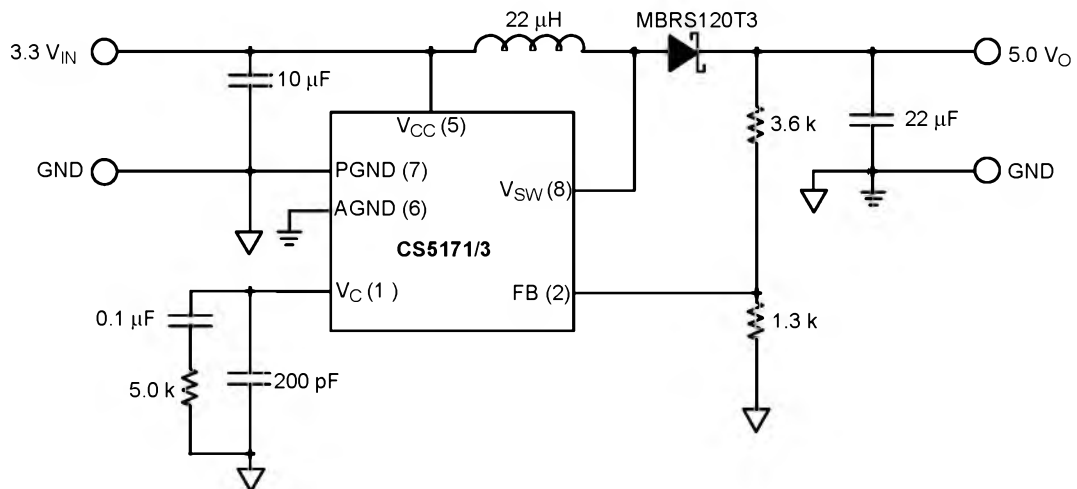 22 μH
MBRS120T3
3.3 VIN
5.0 VO
10 μF
VCC (5)
3.6 k
22 μF
GND
PGND (7)
VSW (8)
GND
AGND (6)
CS5171/3
VC (1 )
FB (2)
0.1 μF
1.3 k
5.0 k
200 pF